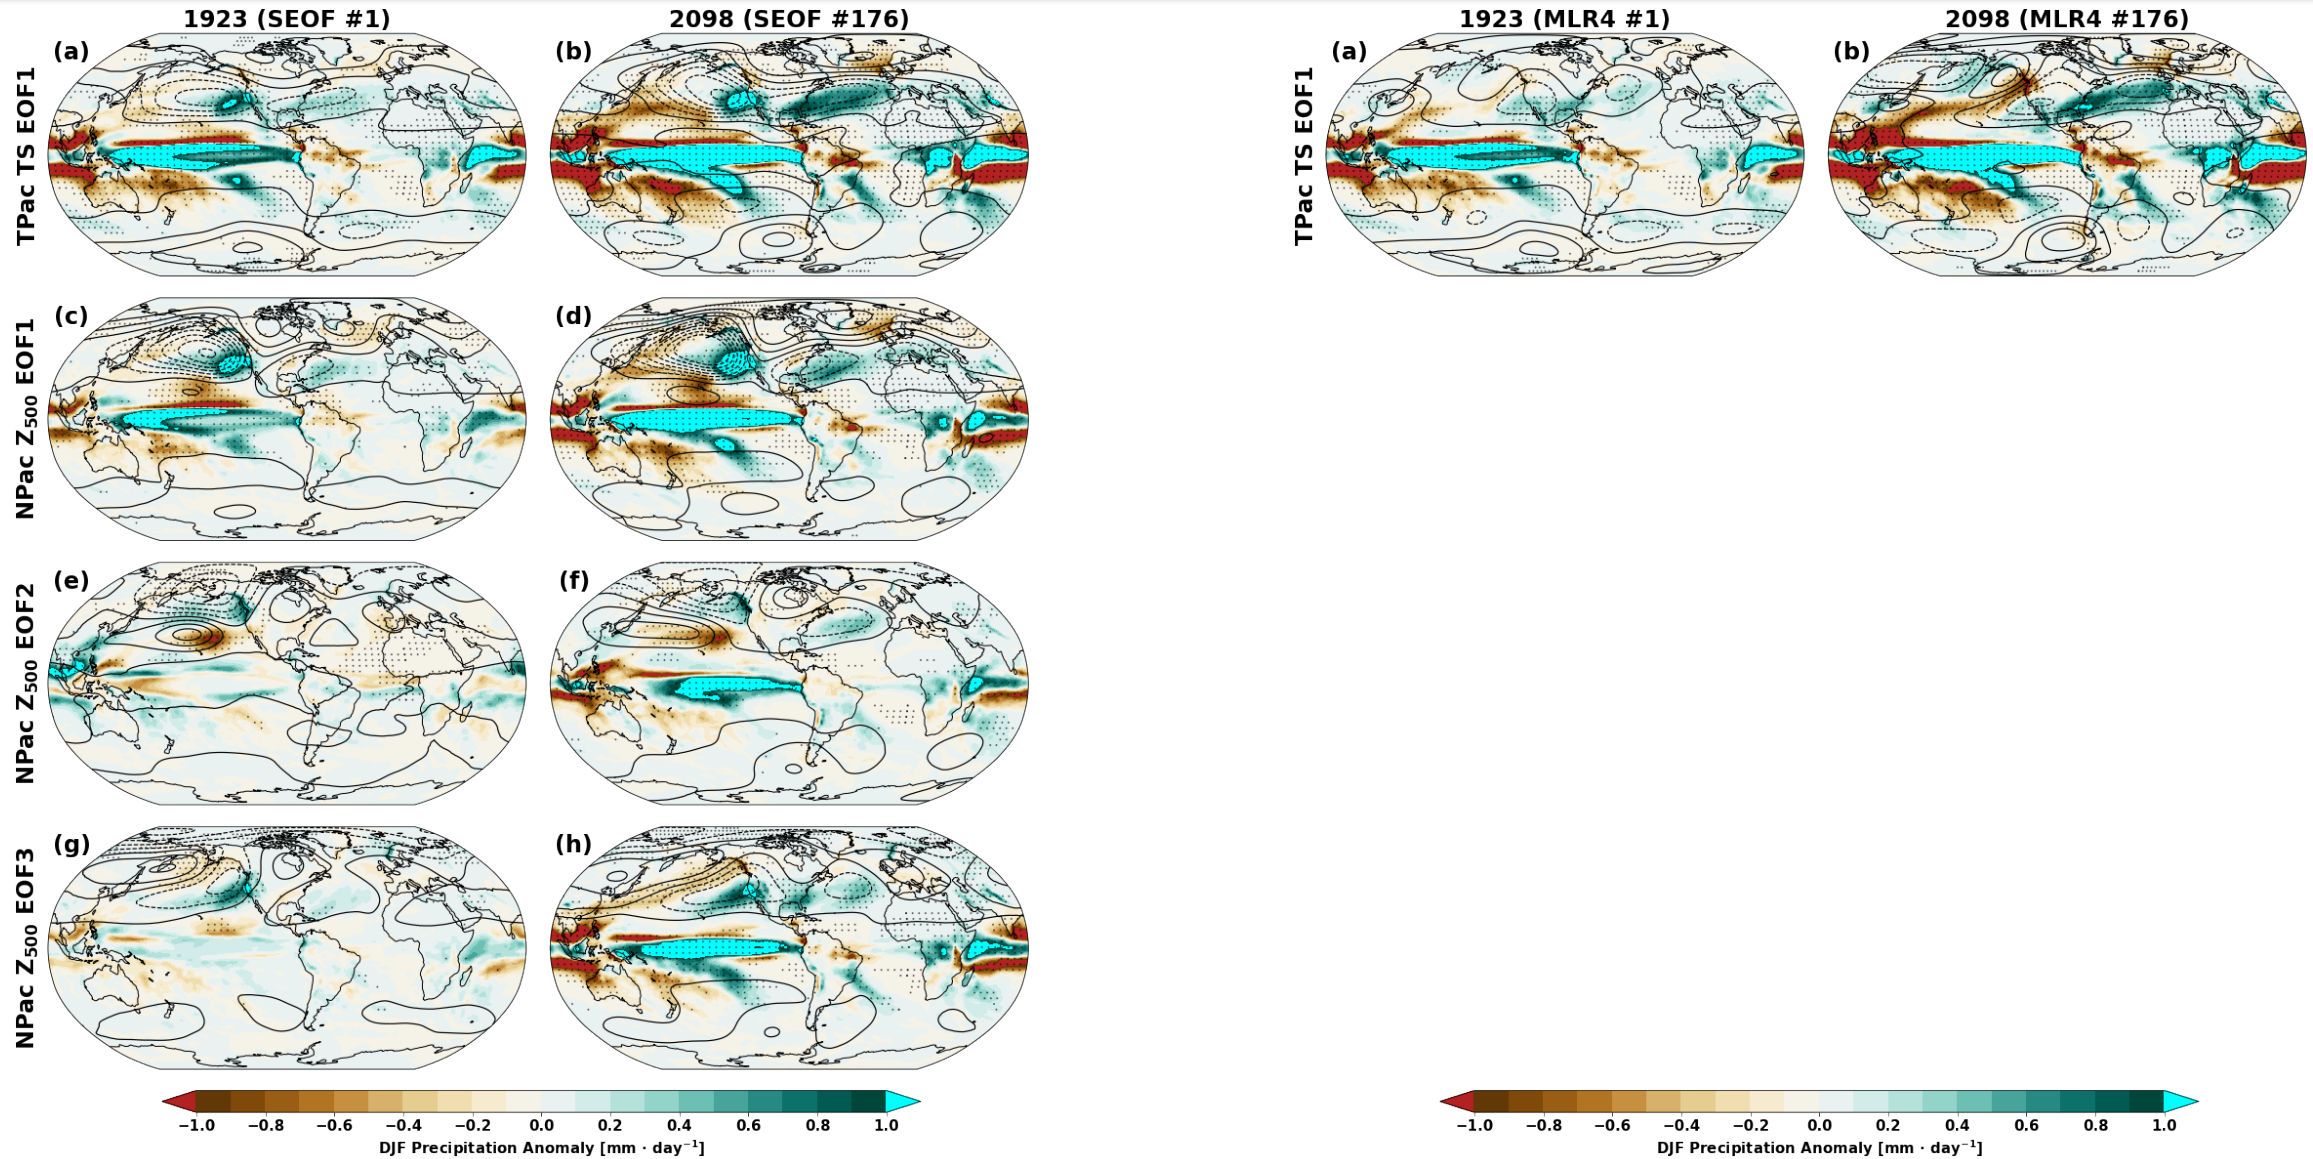 1923 (SEOF #1)
2098 (SEOF #176)
TPac TS EOF1
(a)
(b)
NPac Z500 EOF1
(c)
(d)
NPac Z500 EOF2
(e)
(f)
NPac Z500 EOF3
(g)
(h)
−1.0 −0.8 −0.6 −0.4 −0.2 0.0 0.2 0.4 0.6 0.8 1.0
DJF Precipitation Anomaly [mm · day⁻¹]
1923 (MLR4 #1)
2098 (MLR4 #176)
TPac TS EOF1
(a)
(b)
−1.0 −0.8 −0.6 −0.4 −0.2 0.0 0.2 0.4 0.6 0.8 1.0
DJF Precipitation Anomaly [mm · day⁻¹]